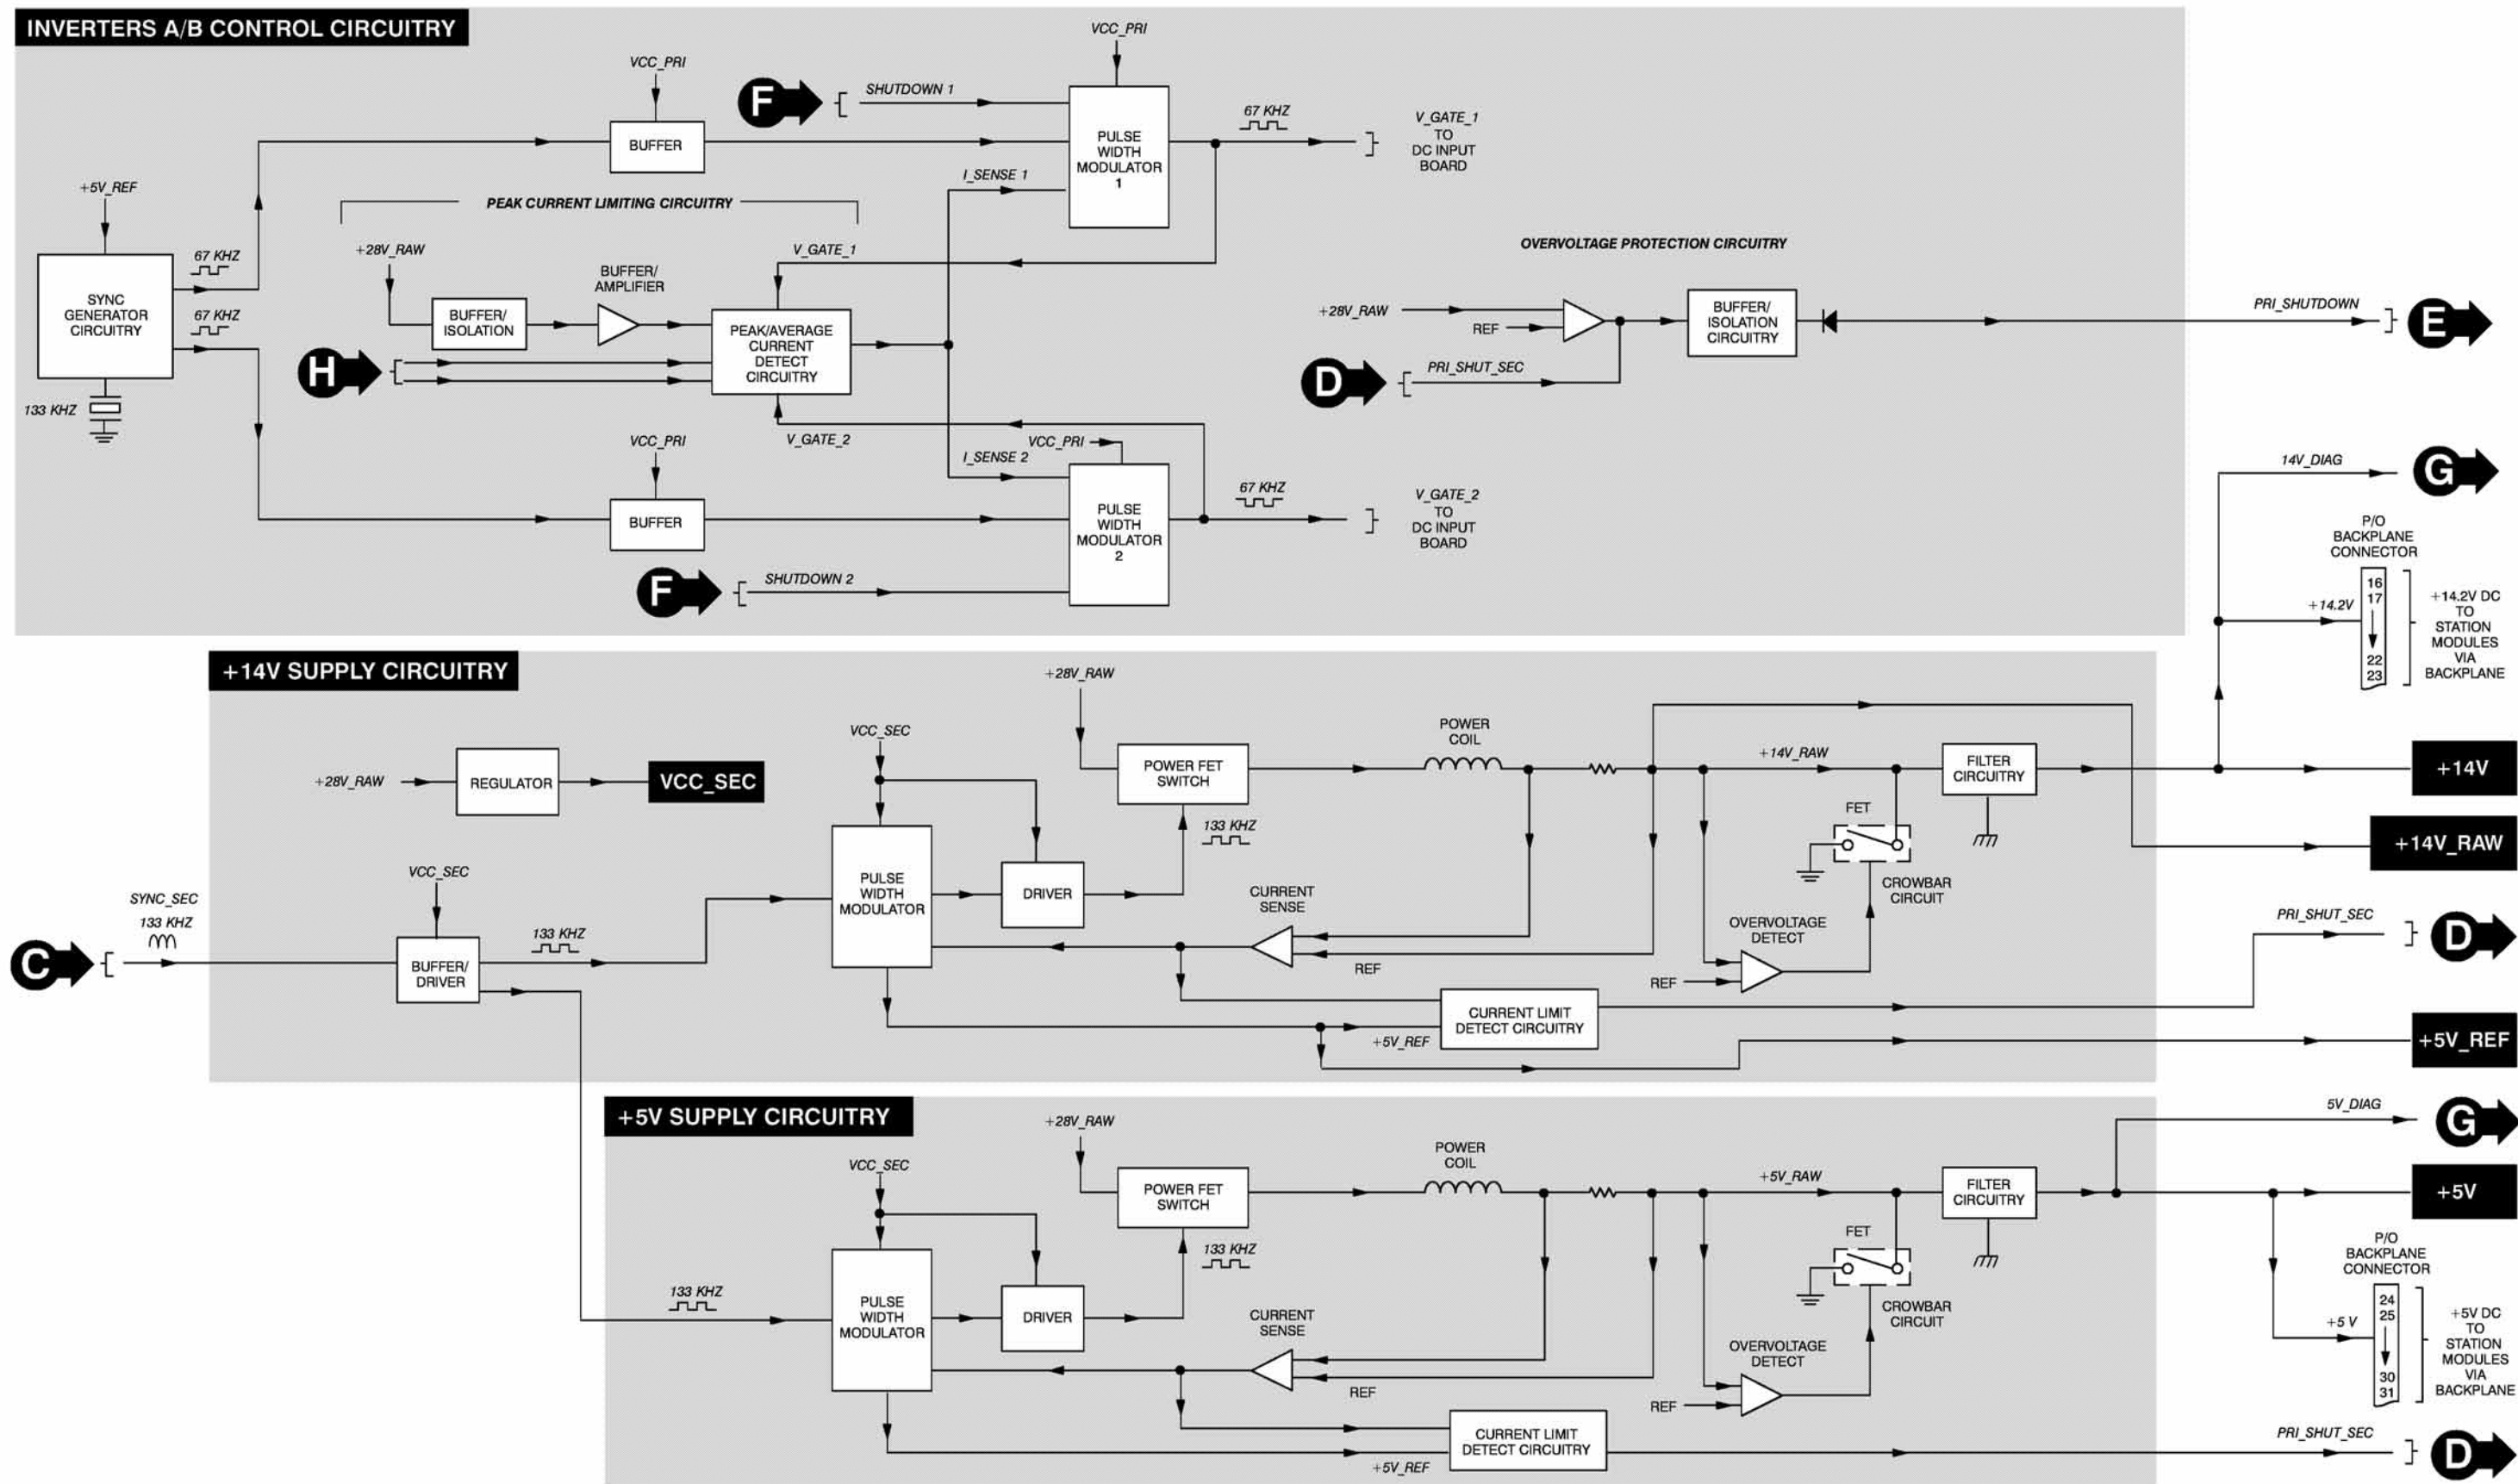 INVERTERS A/B CONTROL CIRCUITRY
VCC_PRI
VCC_PRI
F
SHUTDOWN 1
BUFFER
PULSE
WIDTH
MODULATOR
1
67 KHZ
V_GATE_1
TO
DC INPUT
BOARD
+5V_REF
I_SENSE 1
PEAK CURRENT LIMITING CIRCUITRY
67 KHZ
+28V_RAW
V_GATE_1
OVERVOLTAGE PROTECTION CIRCUITRY
SYNC
GENERATOR
CIRCUITRY
BUFFER/
AMPLIFIER
BUFFER/
ISOLATION
67 KHZ
PEAK/AVERAGE
CURRENT
DETECT
CIRCUITRY
H
+28V_RAW
REF
BUFFER/
ISOLATION
CIRCUITRY
PRI_SHUTDOWN
E
D
PRI_SHUT_SEC
133 KHZ
VCC_PRI
V_GATE_2
VCC_PRI
I_SENSE 2
BUFFER
PULSE
WIDTH
MODULATOR
2
67 KHZ
V_GATE_2
TO
DC INPUT
BOARD
F
SHUTDOWN 2
14V_DIAG
G
P/O
BACKPLANE
CONNECTOR
16
17
22
23
+14.2V
+14.2V DC
TO
STATION
MODULES
VIA
BACKPLANE
+14V SUPPLY CIRCUITRY
+28V_RAW
REGULATOR
VCC_SEC
VCC_SEC
+28V_RAW
POWER FET
SWITCH
POWER
COIL
+14V_RAW
FILTER
CIRCUITRY
+14V
133 KHZ
FET
+14V_RAW
VCC_SEC
PULSE
WIDTH
MODULATOR
DRIVER
CURRENT
SENSE
CROWBAR
CIRCUIT
SYNC_SEC
133 KHZ
C
BUFFER/
DRIVER
133 KHZ
REF
OVERVOLTAGE
DETECT
REF
PRI_SHUT_SEC
D
CURRENT LIMIT
DETECT CIRCUITRY
+5V_REF
+5V_REF
+5V SUPPLY CIRCUITRY
+28V_RAW
5V_DIAG
G
VCC_SEC
POWER FET
SWITCH
POWER
COIL
+5V_RAW
FILTER
CIRCUITRY
+5V
133 KHZ
FET
133 KHZ
PULSE
WIDTH
MODULATOR
DRIVER
CURRENT
SENSE
CROWBAR
CIRCUIT
P/O
BACKPLANE
CONNECTOR
24
25
30
31
+5 V
+5V DC
TO
STATION
MODULES
VIA
BACKPLANE
REF
OVERVOLTAGE
DETECT
REF
CURRENT LIMIT
DETECT CIRCUITRY
+5V_REF
PRI_SHUT_SEC
D